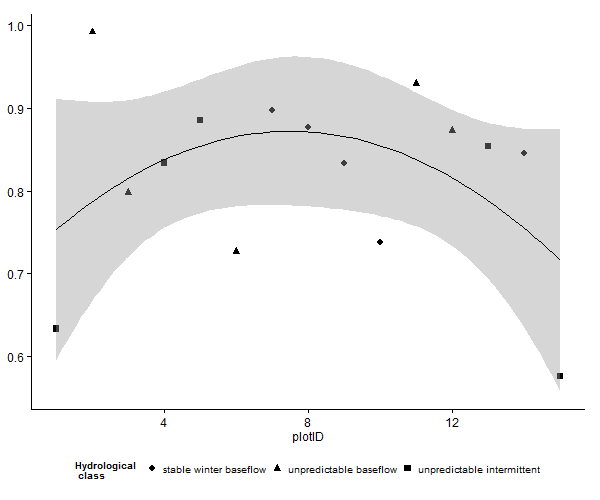 1.0
0.9
0.8
0.7
0.6
4 8 12
plotID
Hydrological
class
stable winter baseflow unpredictable baseflow unpredictable intermittent